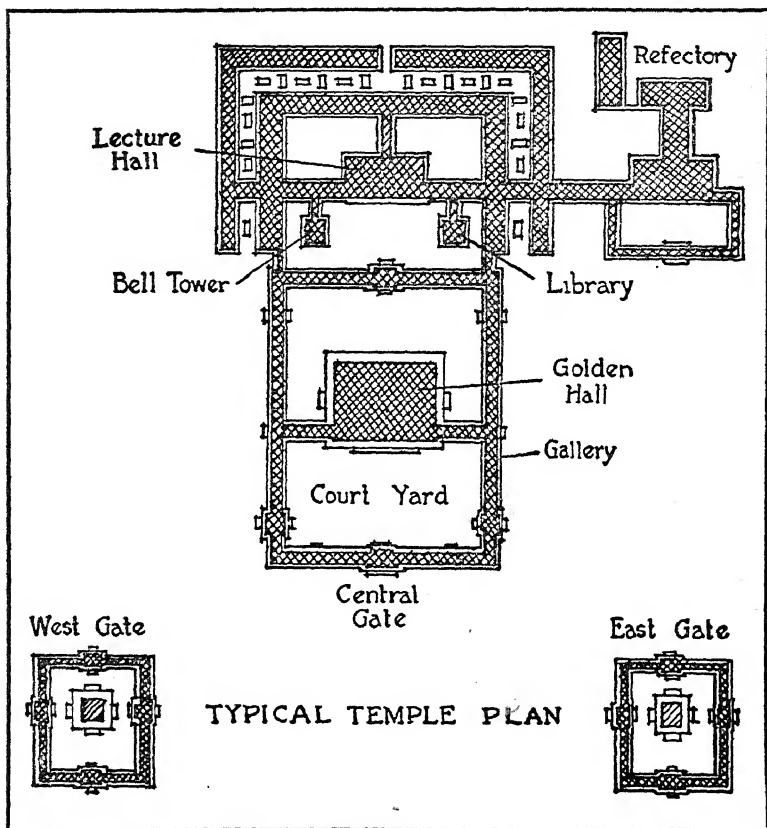 Refectory
Lecture
Hall
Bell Tower
Library
Golden
Hall
Gallery
Court Yard
Central
Gate
West Gate
East Gate
TYPICAL TEMPLE PLAN